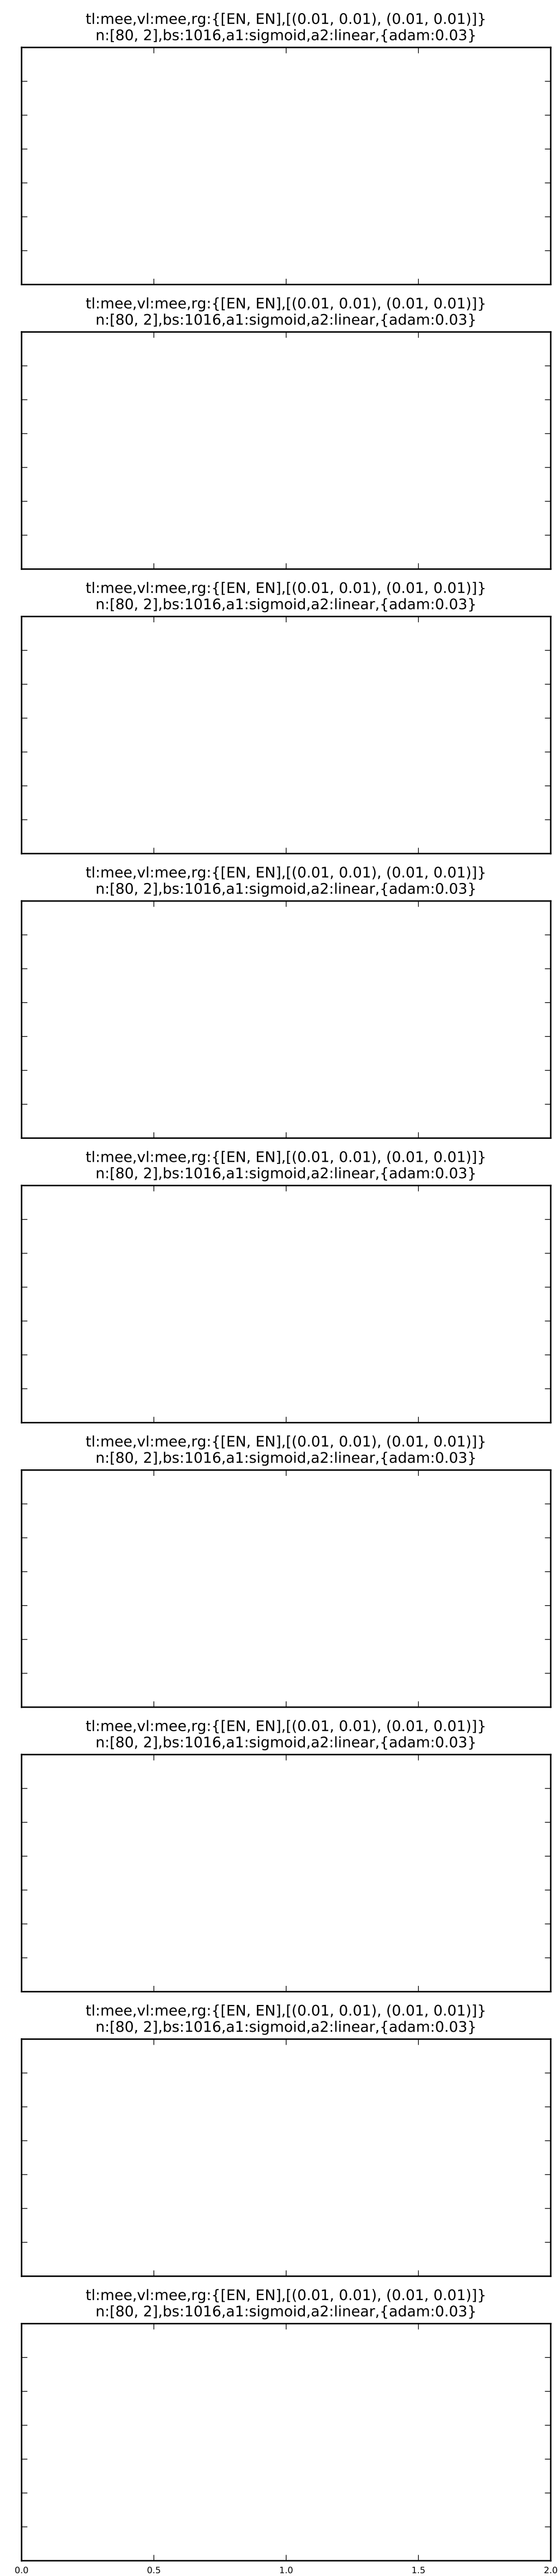 tl:mee,vl:mee,rg:{[EN, EN],[(0.01, 0.01), (0.01, 0.01)]}
n:[80, 2],bs:1016,a1:sigmoid,a2:linear,{adam:0.03}
tl:mee,vl:mee,rg:{[EN, EN],[(0.01, 0.01), (0.01, 0.01)]}
n:[80, 2],bs:1016,a1:sigmoid,a2:linear,{adam:0.03}
tl:mee,vl:mee,rg:{[EN, EN],[(0.01, 0.01), (0.01, 0.01)]}
n:[80, 2],bs:1016,a1:sigmoid,a2:linear,{adam:0.03}
tl:mee,vl:mee,rg:{[EN, EN],[(0.01, 0.01), (0.01, 0.01)]}
n:[80, 2],bs:1016,a1:sigmoid,a2:linear,{adam:0.03}
tl:mee,vl:mee,rg:{[EN, EN],[(0.01, 0.01), (0.01, 0.01)]}
n:[80, 2],bs:1016,a1:sigmoid,a2:linear,{adam:0.03}
tl:mee,vl:mee,rg:{[EN, EN],[(0.01, 0.01), (0.01, 0.01)]}
n:[80, 2],bs:1016,a1:sigmoid,a2:linear,{adam:0.03}
tl:mee,vl:mee,rg:{[EN, EN],[(0.01, 0.01), (0.01, 0.01)]}
n:[80, 2],bs:1016,a1:sigmoid,a2:linear,{adam:0.03}
tl:mee,vl:mee,rg:{[EN, EN],[(0.01, 0.01), (0.01, 0.01)]}
n:[80, 2],bs:1016,a1:sigmoid,a2:linear,{adam:0.03}
tl:mee,vl:mee,rg:{[EN, EN],[(0.01, 0.01), (0.01, 0.01)]}
n:[80, 2],bs:1016,a1:sigmoid,a2:linear,{adam:0.03}
0.0 0.5 1.0 1.5 2.0